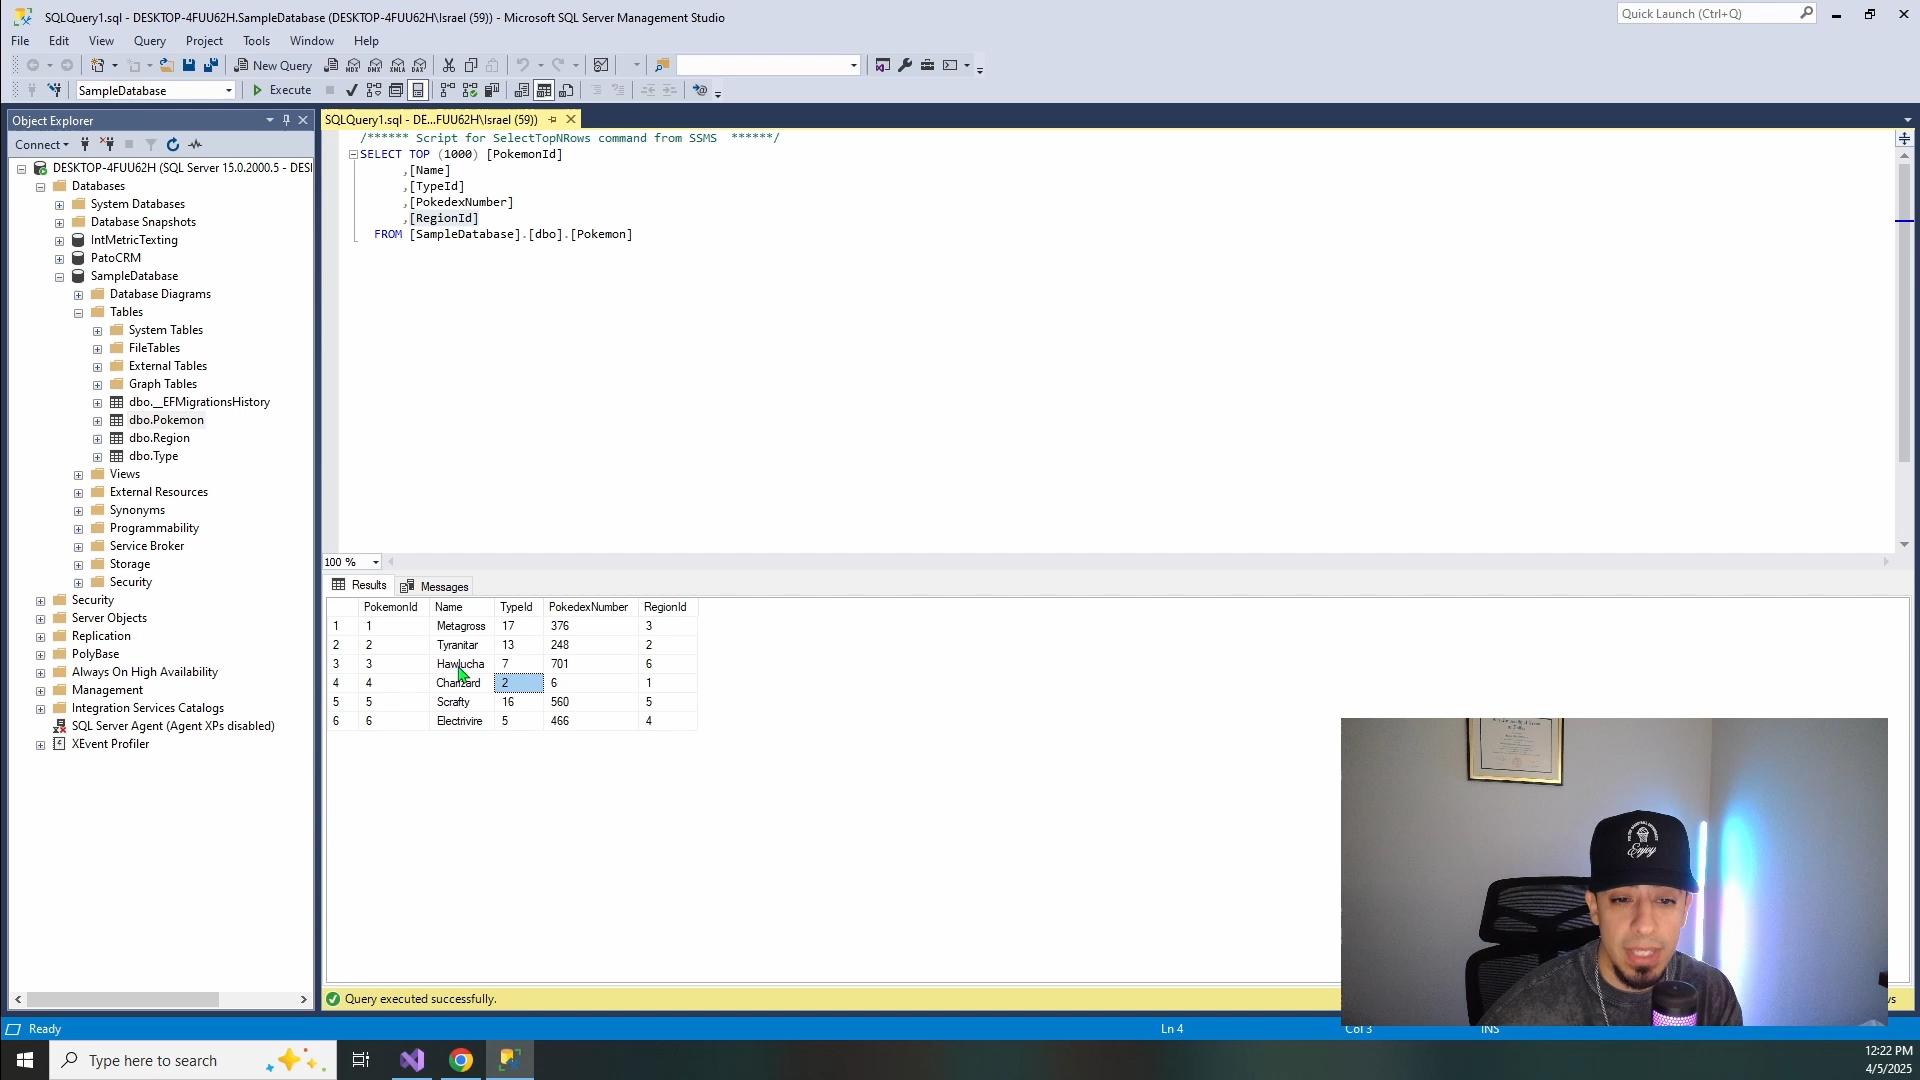 SQLQuery1.sql - DESKTOP-4FUU62H.SampleDatabase (DESKTOP-4FUU62H\Israel (59)) - Microsoft SQL Server Management Studio
Quick Launch (Ctrl+Q)
File Edit View Query Project Tools Window Help
New Query
SampleDatabase Execute
Object Explorer
SQLQuery1.sql - DE...FUU62H\Israel (59))
Connect
DESKTOP-4FUU62H (SQL Server 15.0.2000.5 - DESI
Databases
System Databases
Database Snapshots
IntMetricTexting
PatoCRM
SampleDatabase
Database Diagrams
Tables
System Tables
FileTables
External Tables
Graph Tables
dbo.__EFMigrationsHistory
dbo.Pokemon
dbo.Region
dbo.Type
Views
External Resources
Synonyms
Programmability
Service Broker
Storage
Security
Security
Server Objects
Replication
PolyBase
Always On High Availability
Management
Integration Services Catalogs
SQL Server Agent (Agent XPs disabled)
XEvent Profiler
/****** Script for SelectTopNRows command from SSMS  ******/
SELECT TOP (1000) [PokemonId]
,[Name]
,[TypeId]
,[PokedexNumber]
,[RegionId]
FROM [SampleDatabase].[dbo].[Pokemon]
100 %
Results Messages
PokemonId Name TypeId PokedexNumber RegionId
1 1 Metagross 17 376 3
2 2 Tyranitar 13 248 2
3 3 Hawlucha 7 701 6
4 4 Charizard 2 6 1
5 5 Scrafty 16 560 5
6 6 Electrivire 5 466 4
Enjoy
Query executed successfully.
Ready Ln 4 Col 3 INS
Type here to search
12:22 PM
4/5/2025